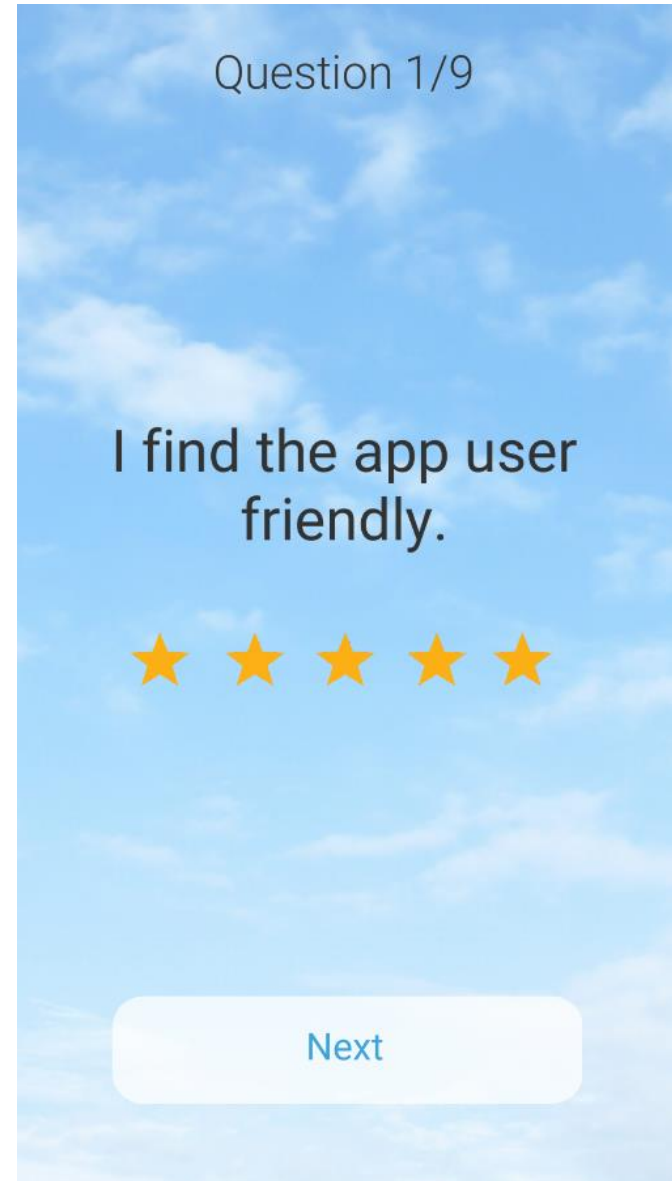 Question 1/9
I find the app user
friendly.
Next